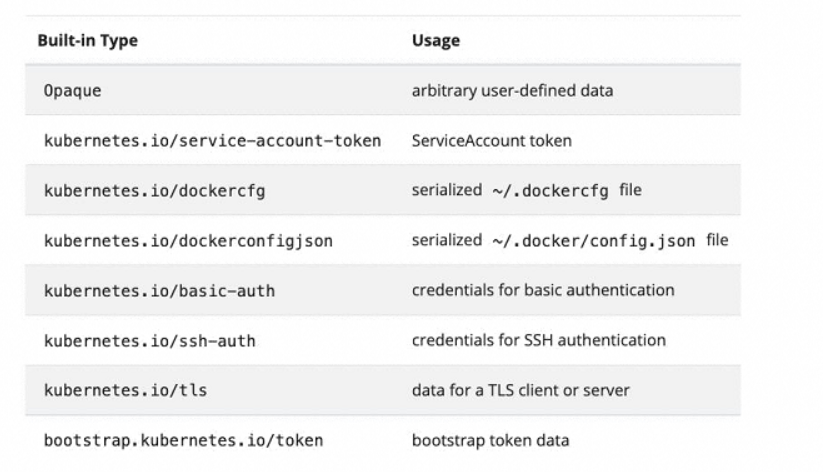 Built-in Type Usage
Opaque arbitrary user-defined data
kubernetes.io/service-account-token ServiceAccount token
kubernetes.io/dockercfg serialized ~/.dockercfg file
kubernetes.io/dockerconfigjson serialized ~/.docker/config.json file
kubernetes.io/basic-auth credentials for basic authentication
kubernetes.io/ssh-auth credentials for SSH authentication
kubernetes.io/tls data for a TLS client or server
bootstrap.kubernetes.io/token bootstrap token data